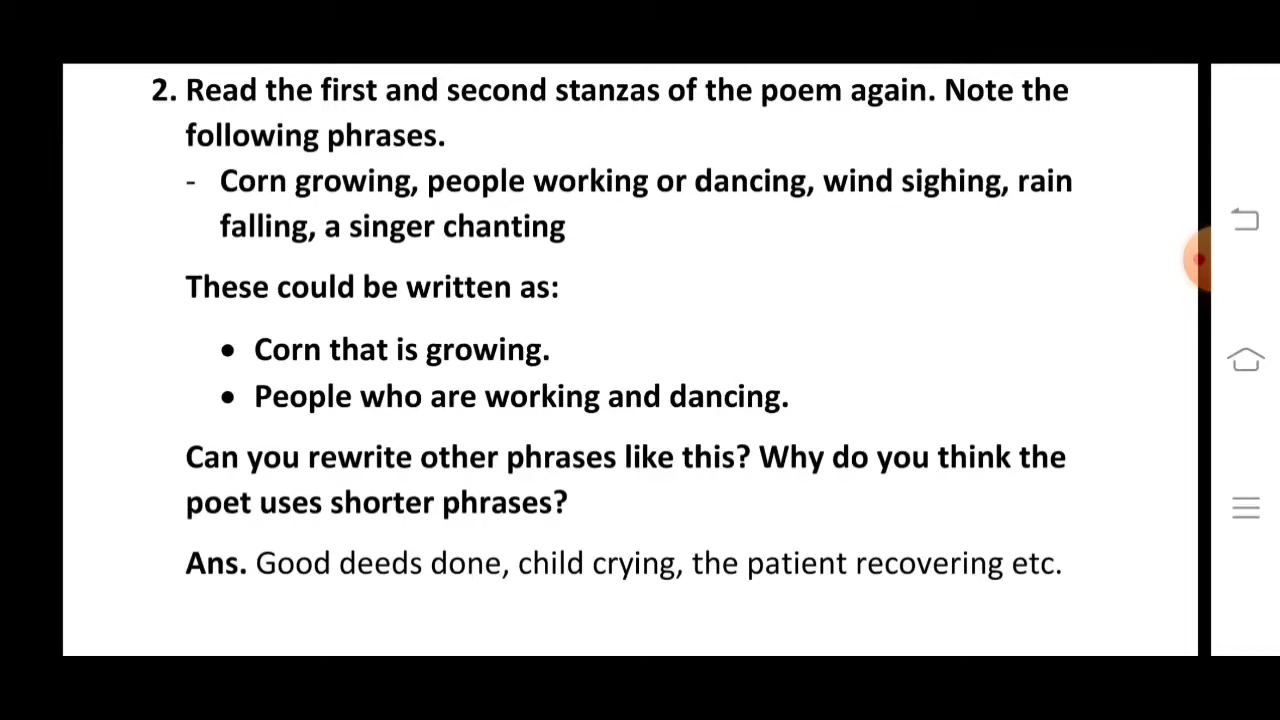 2. Read the first and second stanzas of the poem again. Note the
following phrases.
- Corn growing, people working or dancing, wind sighing, rain
falling, a singer chanting
These could be written as:
• Corn that is growing.
• People who are working and dancing.
Can you rewrite other phrases like this? Why do you think the
poet uses shorter phrases?
Ans. Good deeds done, child crying, the patient recovering etc.